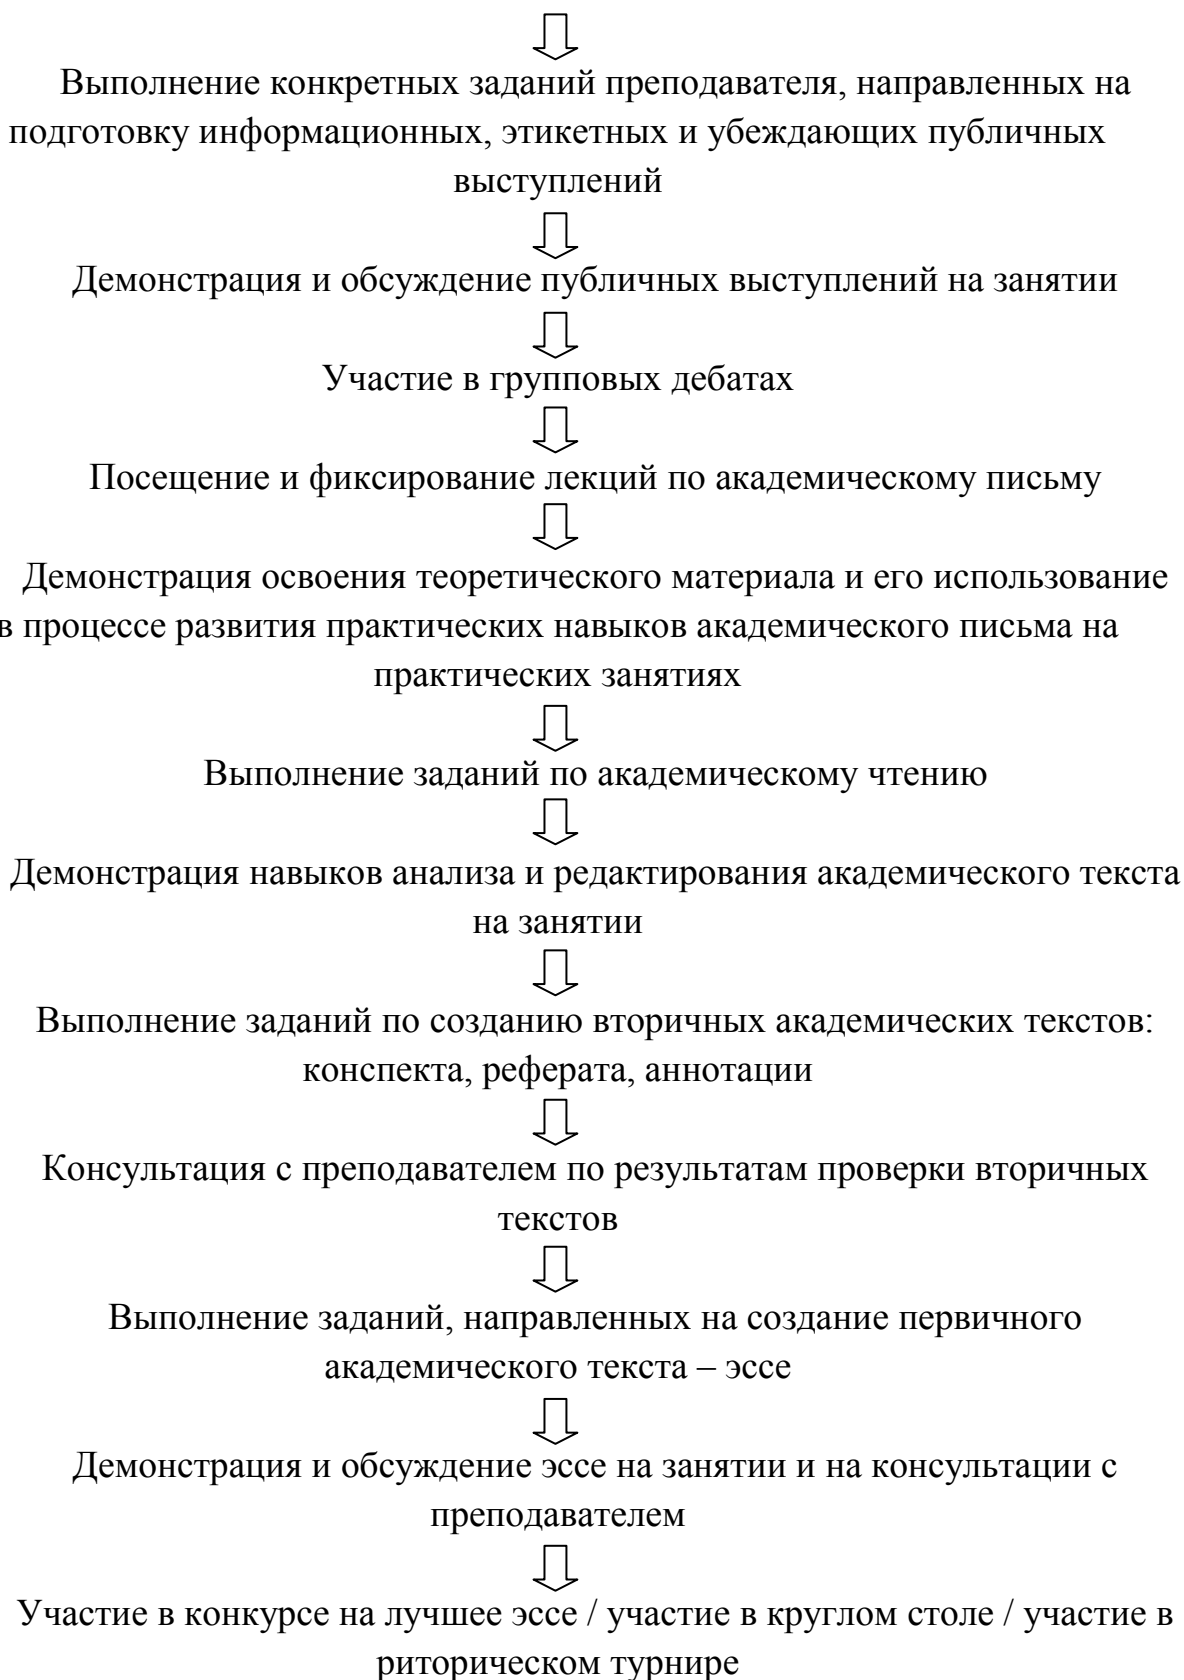 Выполнение конкретных заданий преподавателя, направленных на
подготовку информационных, этикетных и убеждающих публичных
выступлений
Демонстрация и обсуждение публичных выступлений на занятии
Участие в групповых дебатах
Посещение и фиксирование лекций по академическому письму
Демонстрация освоения теоретического материала и его использование
в процессе развития практических навыков академического письма на
практических занятиях
Выполнение заданий по академическому чтению
Демонстрация навыков анализа и редактирования академического текста
на занятии
Выполнение заданий по созданию вторичных академических текстов:
конспекта, реферата, аннотации
Консультация с преподавателем по результатам проверки вторичных
текстов
Выполнение заданий, направленных на создание первичного
академического текста – эссе
Демонстрация и обсуждение эссе на занятии и на консультации с
преподавателем
Участие в конкурсе на лучшее эссе / участие в круглом столе / участие в
риторическом турнире